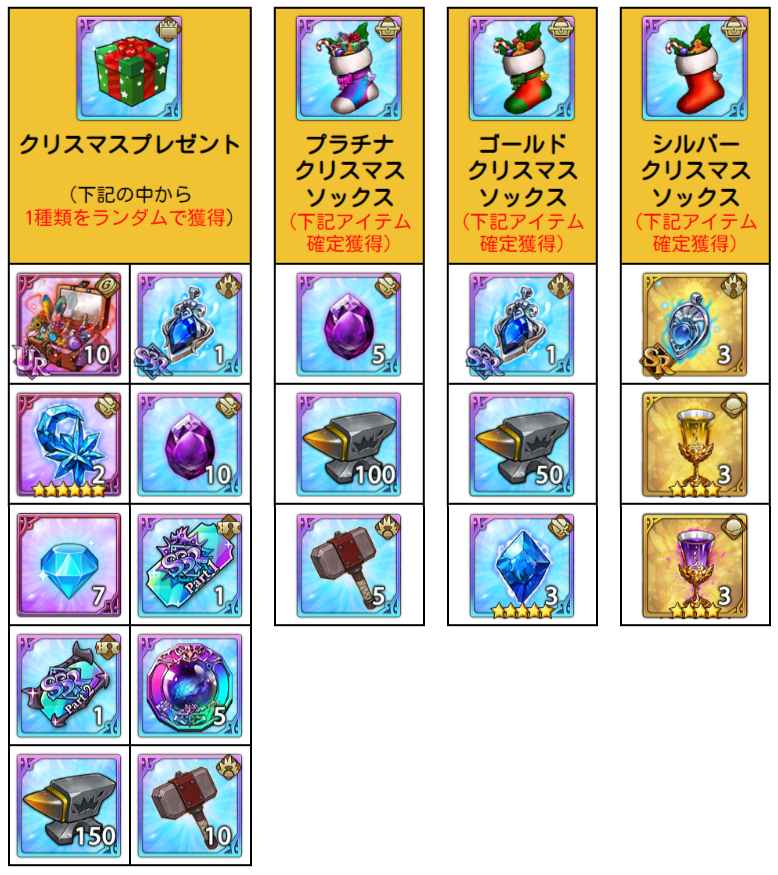 クリスマスプレゼント
（下記の中から
1種類をランダムで獲得）
プラチナ
クリスマス
ソックス
（下記アイテム
確定獲得）
ゴールド
クリスマス
ソックス
（下記アイテム
確定獲得）
シルバー
クリスマス
ソックス
（下記アイテム
確定獲得）
G
UR 10
SSR 1
5
SSR 1
SR 3
2
10
100
50
3
7
SSR Part.1 1
5
3
3
SSR Part.2 1
5
150
10